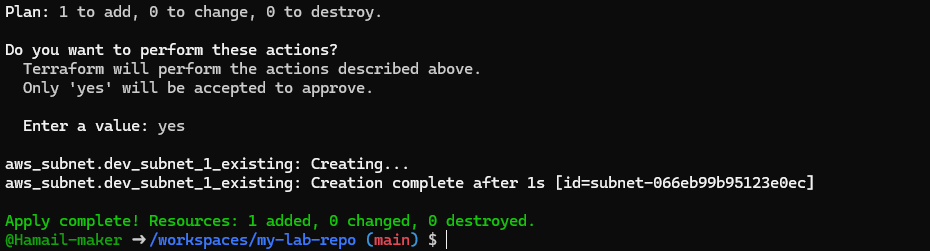 Plan: 1 to add, 0 to change, 0 to destroy.
Do you want to perform these actions?
Terraform will perform the actions described above.
Only 'yes' will be accepted to approve.
Enter a value: yes
aws_subnet.dev_subnet_1_existing: Creating...
aws_subnet.dev_subnet_1_existing: Creation complete after 1s [id=subnet-066eb99b95123e0ec]
Apply complete! Resources: 1 added, 0 changed, 0 destroyed.
@Hamail-maker ➜ /workspaces/my-lab-repo (main) $